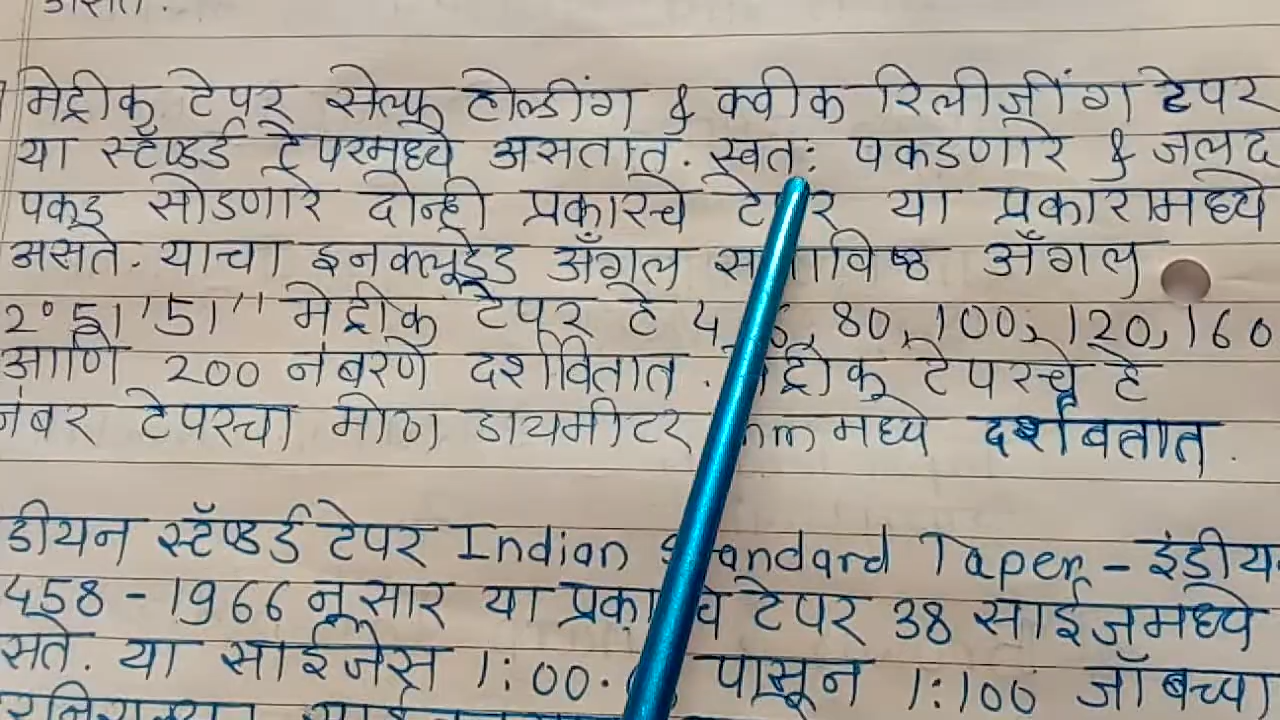 असते.
मेट्रीक टेपर सेल्फ होल्डींग & क्वीक रिलीजींग टेपर
या स्टँण्डर्ड टेपरमध्ये असतात. स्वत: पकडणारे & जलद
पकड सोडणारे दोन्ही प्रकारचे टेपर या प्रकारामध्ये
असते. याचा इनक्लूडेड अँगल समाविष्ठ अँगल
2° 51' 51'' मेट्रीक टेपर हे 4, 6, 80, 100, 120, 160
आणि 200 नंबरणे दर्शवितात. मेट्रीक टेपरचे हे
नंबर टेपरचा मोठा डायमीटर mm मध्ये दर्शवितात.
डीयन स्टॅण्डर्ड टेपर Indian Standard Taper - इंडीय
458 - 1966 नूसार या प्रकारचे टेपर 38 साईजमध्ये
सते. या साईजेस 1:00. पासून 1:100 जॉबच्या